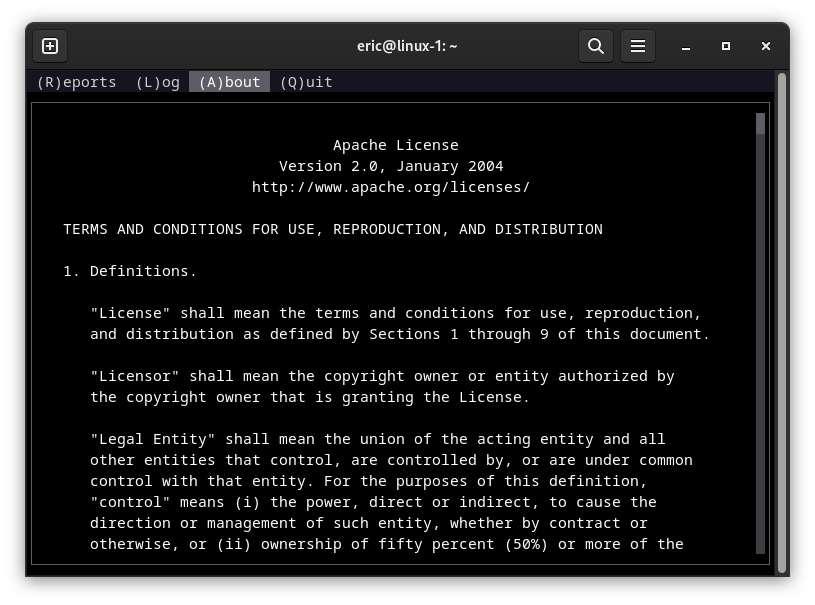 eric@linux-1: ~
(R)eports (L)og (A)bout (Q)uit
Apache License
Version 2.0, January 2004
http://www.apache.org/licenses/
TERMS AND CONDITIONS FOR USE, REPRODUCTION, AND DISTRIBUTION
1. Definitions.
"License" shall mean the terms and conditions for use, reproduction,
and distribution as defined by Sections 1 through 9 of this document.
"Licensor" shall mean the copyright owner or entity authorized by
the copyright owner that is granting the License.
"Legal Entity" shall mean the union of the acting entity and all
other entities that control, are controlled by, or are under common
control with that entity. For the purposes of this definition,
"control" means (i) the power, direct or indirect, to cause the
direction or management of such entity, whether by contract or
otherwise, or (ii) ownership of fifty percent (50%) or more of the